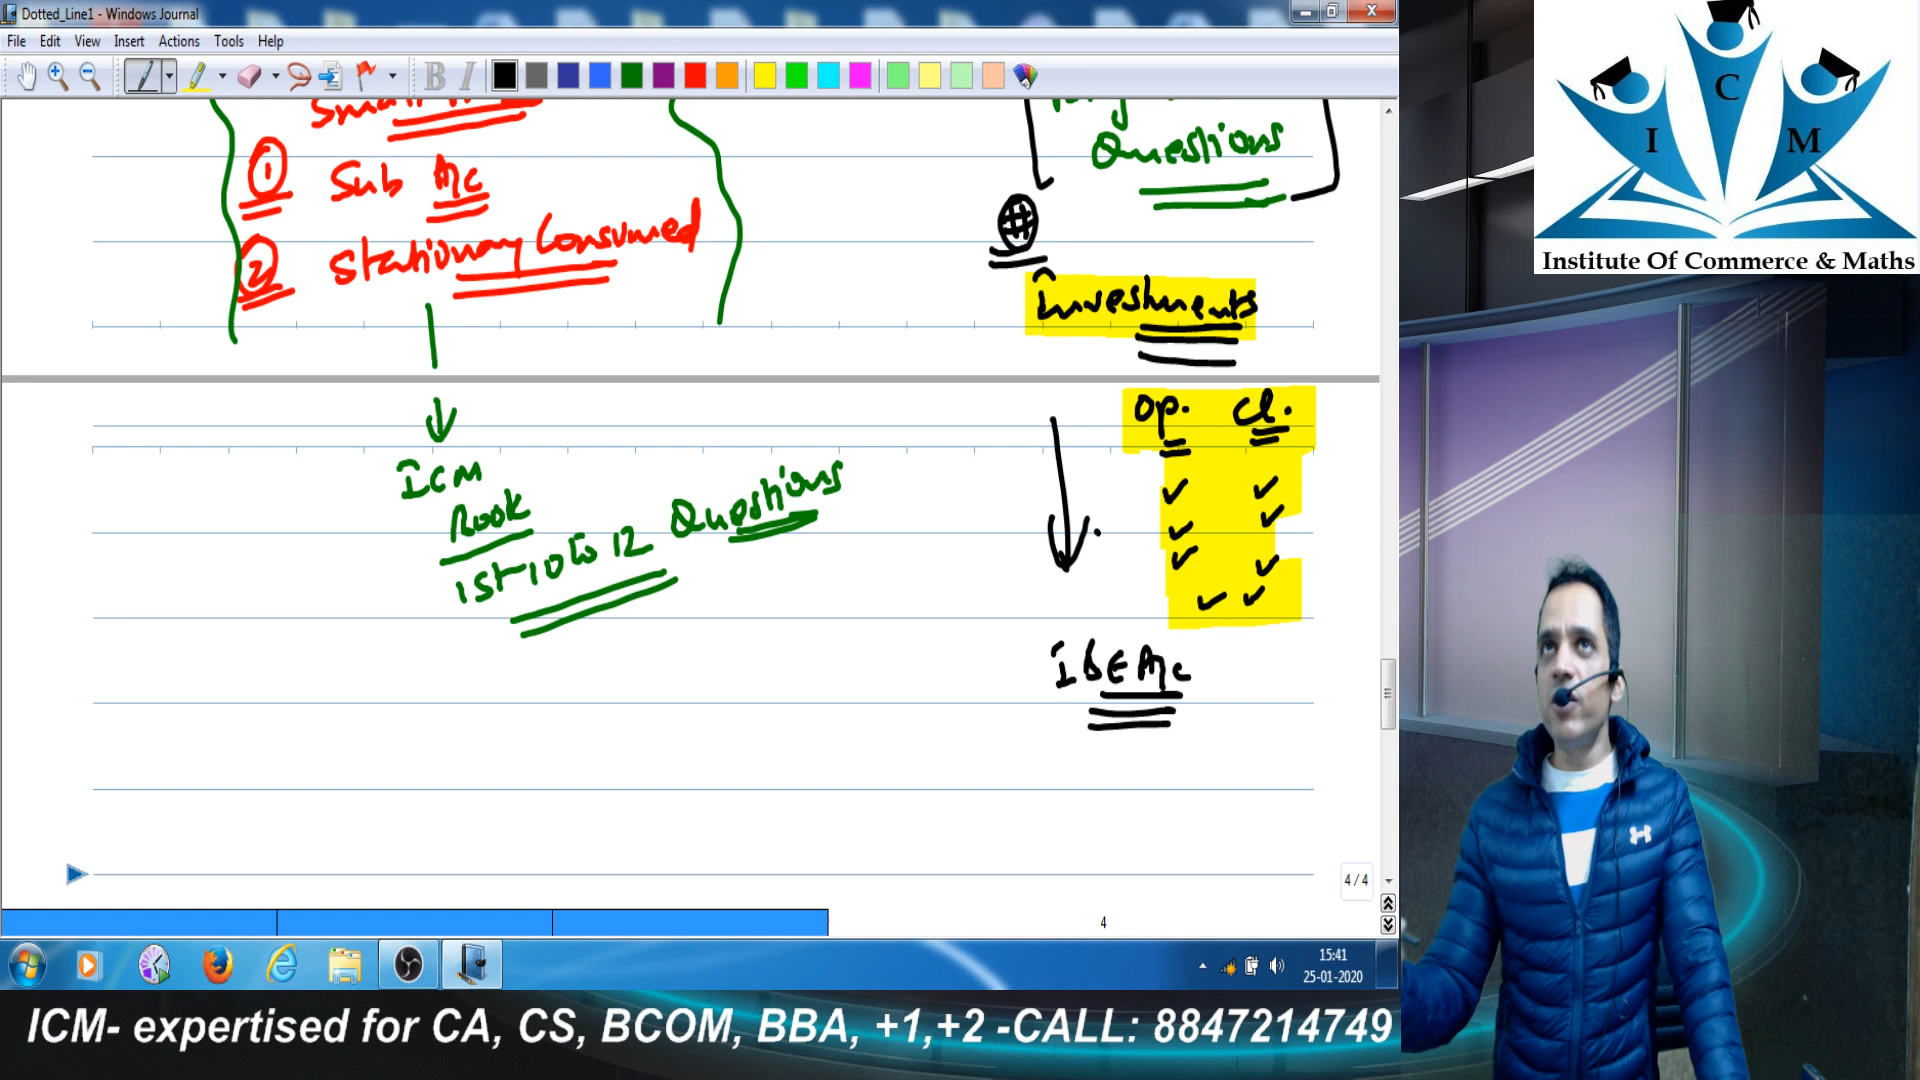 Dotted_Line1 - Windows Journal
File Edit View Insert Actions Tools Help
B I
Small
① Sub A/c
② Stationary Consumed
ICM
Book
1st 10 to 12 Questions
Questions
#
Investments
Op. Cl.
I & E A/c
4 / 4
4
15:41
25-01-2020
I C M
Institute Of Commerce & Maths
ICM- expertised for CA, CS, BCOM, BBA, +1,+2 -CALL: 8847214749